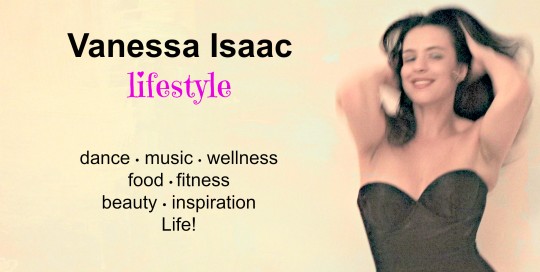 Vanessa Isaac
lifestyle
dance • music • wellness
food • fitness
beauty • inspiration
Life!